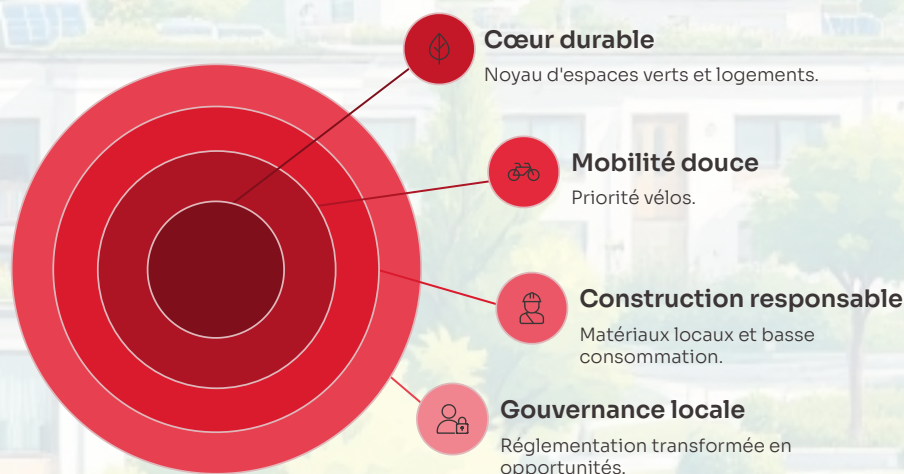 Cœur durable
Noyau d'espaces verts et logements.
Mobilité douce
Priorité vélos.
Construction responsable
Matériaux locaux et basse
consommation.
Gouvernance locale
Réglementation transformée en
opportunités.